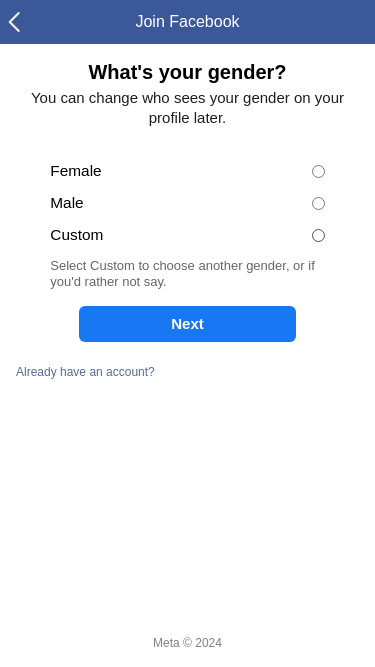 Join Facebook
What's your gender?
You can change who sees your gender on your
profile later.
Female
Male
Custom
Select Custom to choose another gender, or if
you'd rather not say.
Next
Already have an account?
Meta © 2024